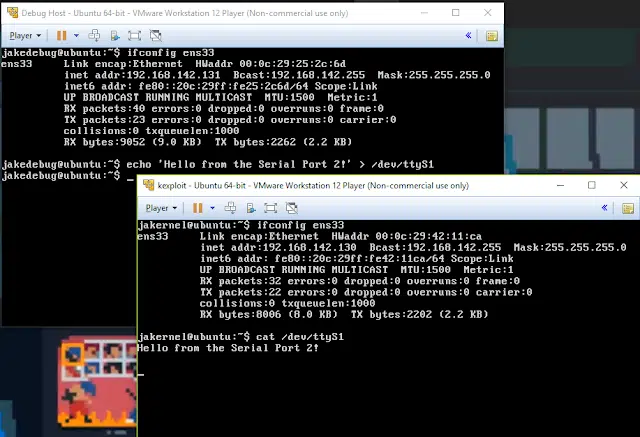 Debug Host - Ubuntu 64-bit - VMware Workstation 12 Player (Non-commercial use only)
Player
jakedebug@ubuntu:~$ ifconfig ens33
ens33 Link encap:Ethernet HWaddr 00:0c:29:25:2c:6d
inet addr:192.168.142.131 Bcast:192.168.142.255 Mask:255.255.255.0
inet6 addr: fe80::20c:29ff:fe25:2c6d/64 Scope:Link
UP BROADCAST RUNNING MULTICAST MTU:1500 Metric:1
RX packets:40 errors:0 dropped:0 overruns:0 frame:0
TX packets:23 errors:0 dropped:0 overruns:0 carrier:0
collisions:0 txqueuelen:1000
RX bytes:9052 (9.0 KB) TX bytes:2262 (2.2 KB)
jakedebug@ubuntu:~$ echo 'Hello from the Serial Port 2!' > /dev/ttyS1
jakedebug@ubuntu:~$ _
kexploit - Ubuntu 64-bit - VMware Workstation 12 Player (Non-commercial use only)
Player
jakernel@ubuntu:~$ ifconfig ens33
ens33 Link encap:Ethernet HWaddr 00:0c:29:42:11:ca
inet addr:192.168.142.130 Bcast:192.168.142.255 Mask:255.255.255.0
inet6 addr: fe80::20c:29ff:fe42:11ca/64 Scope:Link
UP BROADCAST RUNNING MULTICAST MTU:1500 Metric:1
RX packets:32 errors:0 dropped:0 overruns:0 frame:0
TX packets:22 errors:0 dropped:0 overruns:0 carrier:0
collisions:0 txqueuelen:1000
RX bytes:8006 (8.0 KB) TX bytes:2202 (2.2 KB)
jakernel@ubuntu:~$ cat /dev/ttyS1
Hello from the Serial Port 2!
_